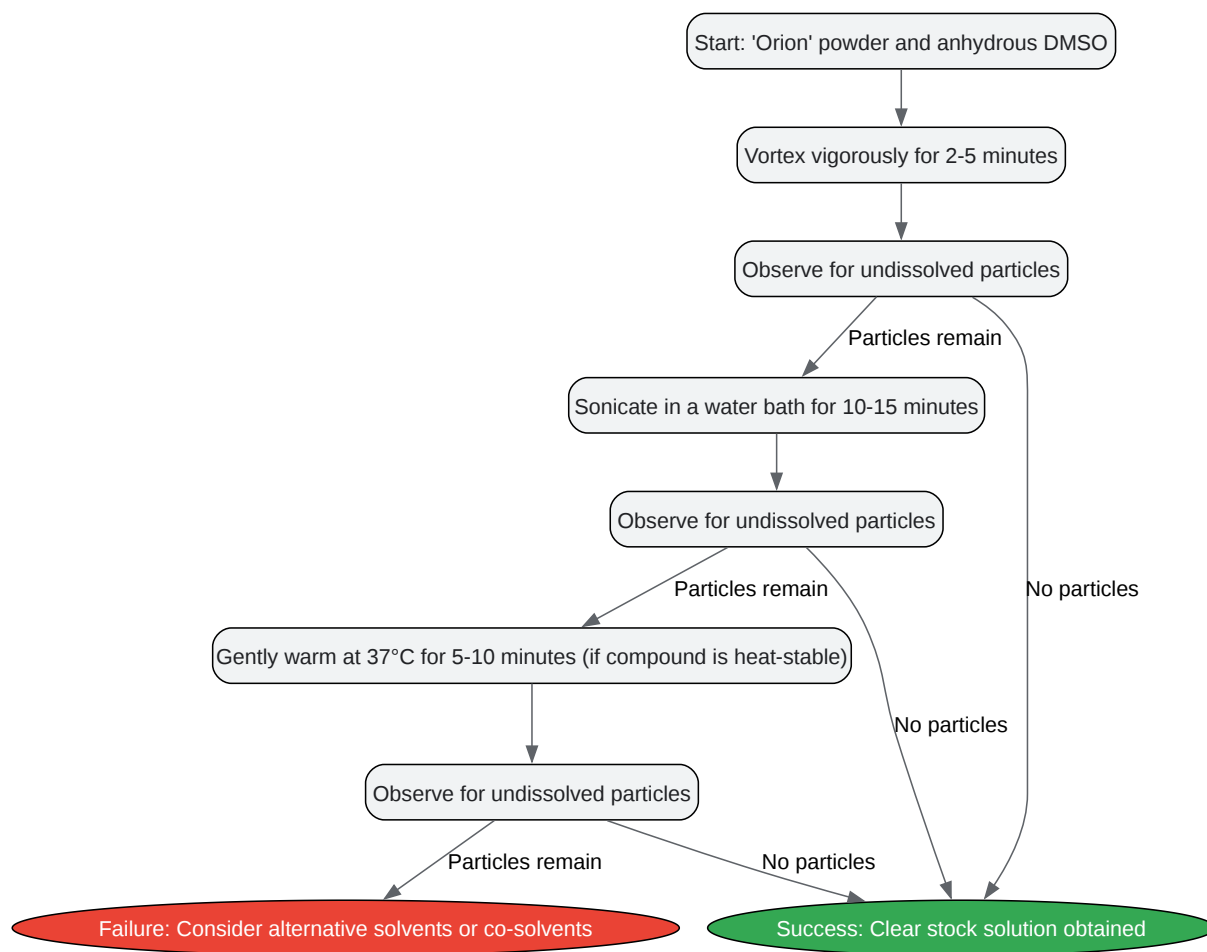 Start: 'Orion' powder and anhydrous DMSO
Vortex vigorously for 2-5 minutes
Observe for undissolved particles
Particles remain
Sonicate in a water bath for 10-15 minutes
Observe for undissolved particles
Particles remain
No particles
Gently warm at 37°C for 5-10 minutes (if compound is heat-stable)
No particles
Observe for undissolved particles
Particles remain
No particles
Failure: Consider alternative solvents or co-solvents
Success: Clear stock solution obtained